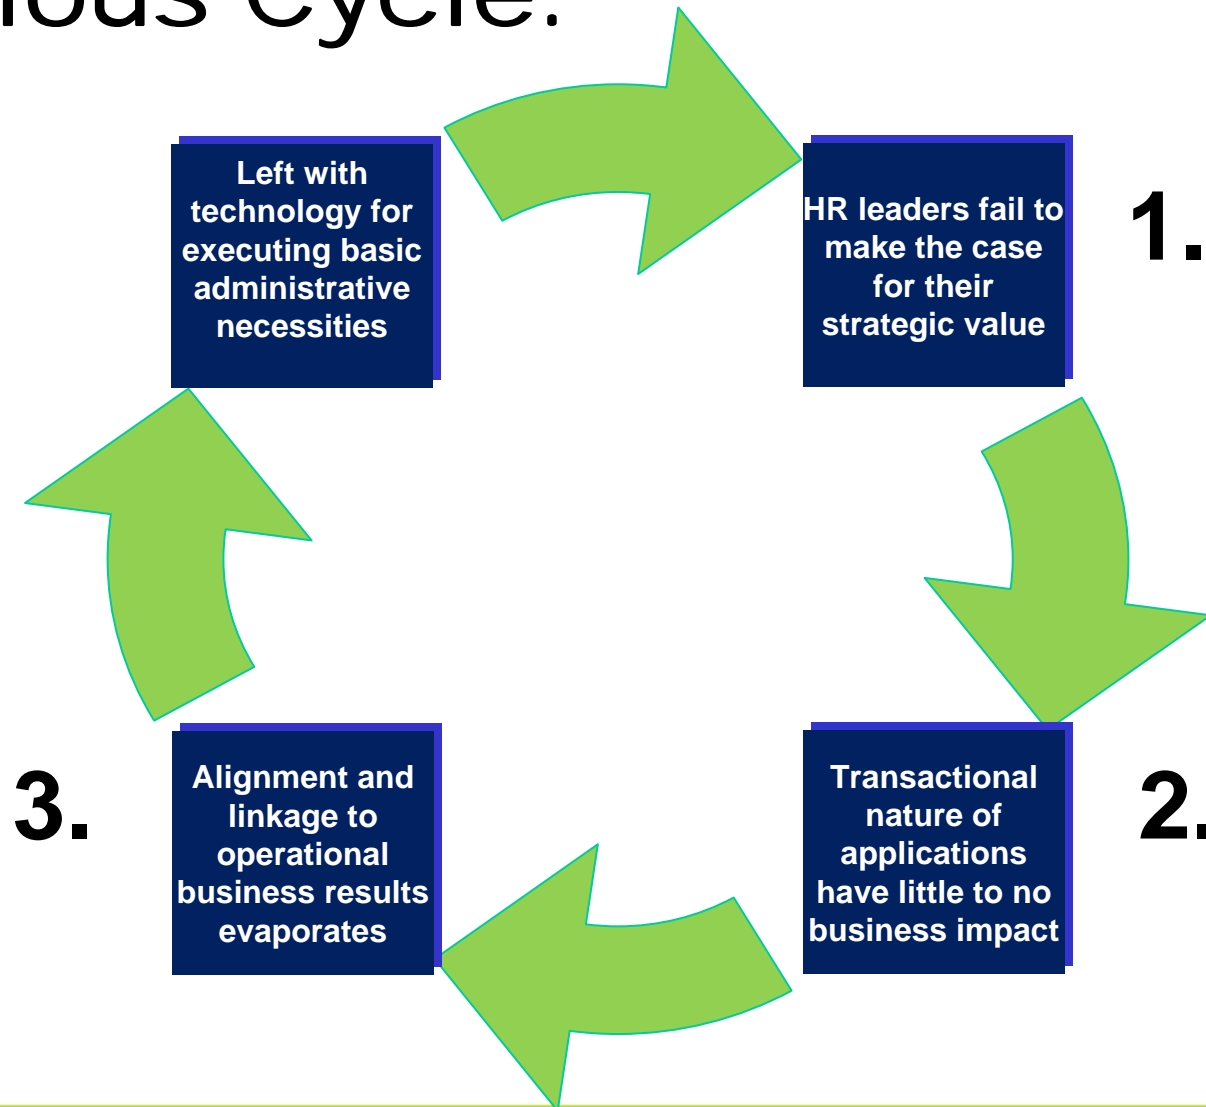 Cycle.
Left with
technology for
executing basic
administrative
necessities
HR leaders fail to
make the case
for their
strategic value
1.
Transactional
nature of
applications
have little to no
business impact
2.
3.
Alignment and
linkage to
operational
business results
evaporates